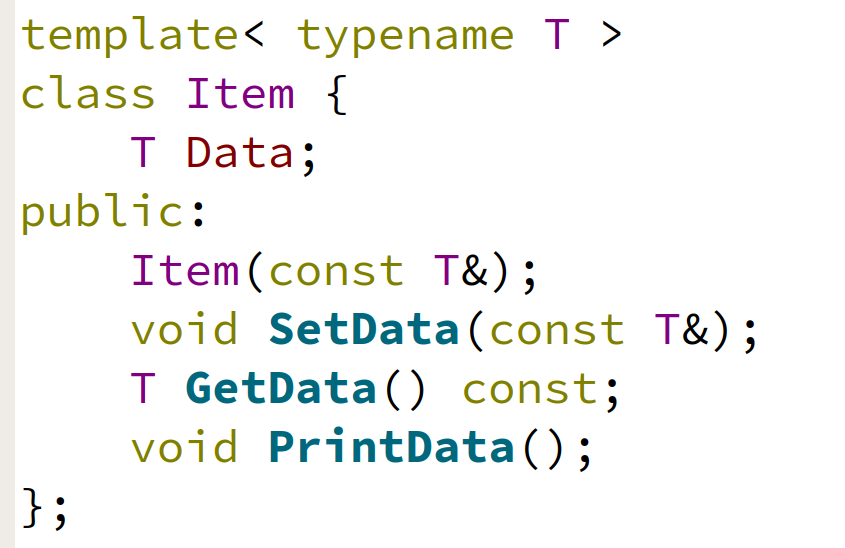 template< typename T >
class Item {
    T Data;
public:
    Item(const T&);
    void SetData(const T&);
    T GetData() const;
    void PrintData();
};